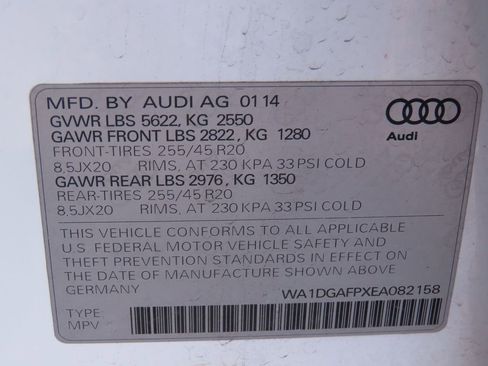 MFD. BY AUDI AG 01 14
GVWR LBS 5622, KG 2550
GAWR FRONT LBS 2822, KG 1280
FRONT-TIRES 255/45 R20
8.5JX20 RIMS, AT 230 KPA 33 PSI COLD
GAWR REAR LBS 2976, KG 1350
REAR-TIRES 255/45 R20
8.5JX20 RIMS, AT 230 KPA 33 PSI COLD
Audi
THIS VEHICLE CONFORMS TO ALL APPLICABLE
U.S. FEDERAL MOTOR VEHICLE SAFETY AND
THEFT PREVENTION STANDARDS IN EFFECT ON THE
DATE OF MANUFACTURE SHOWN ABOVE. MADE IN
GERMANY
WA1DGAFPXEA082158
TYPE:
MPV